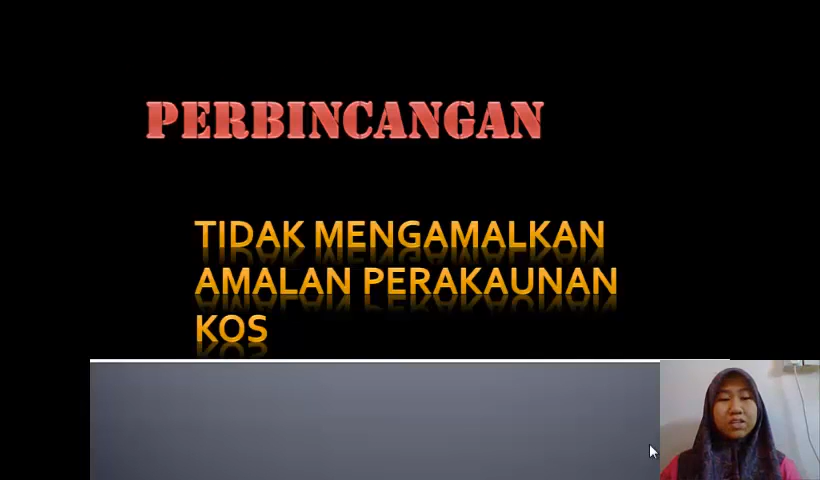 PERBINCANGAN
TIDAK MENGAMALKAN
AMALAN PERAKAUNAN
KOS